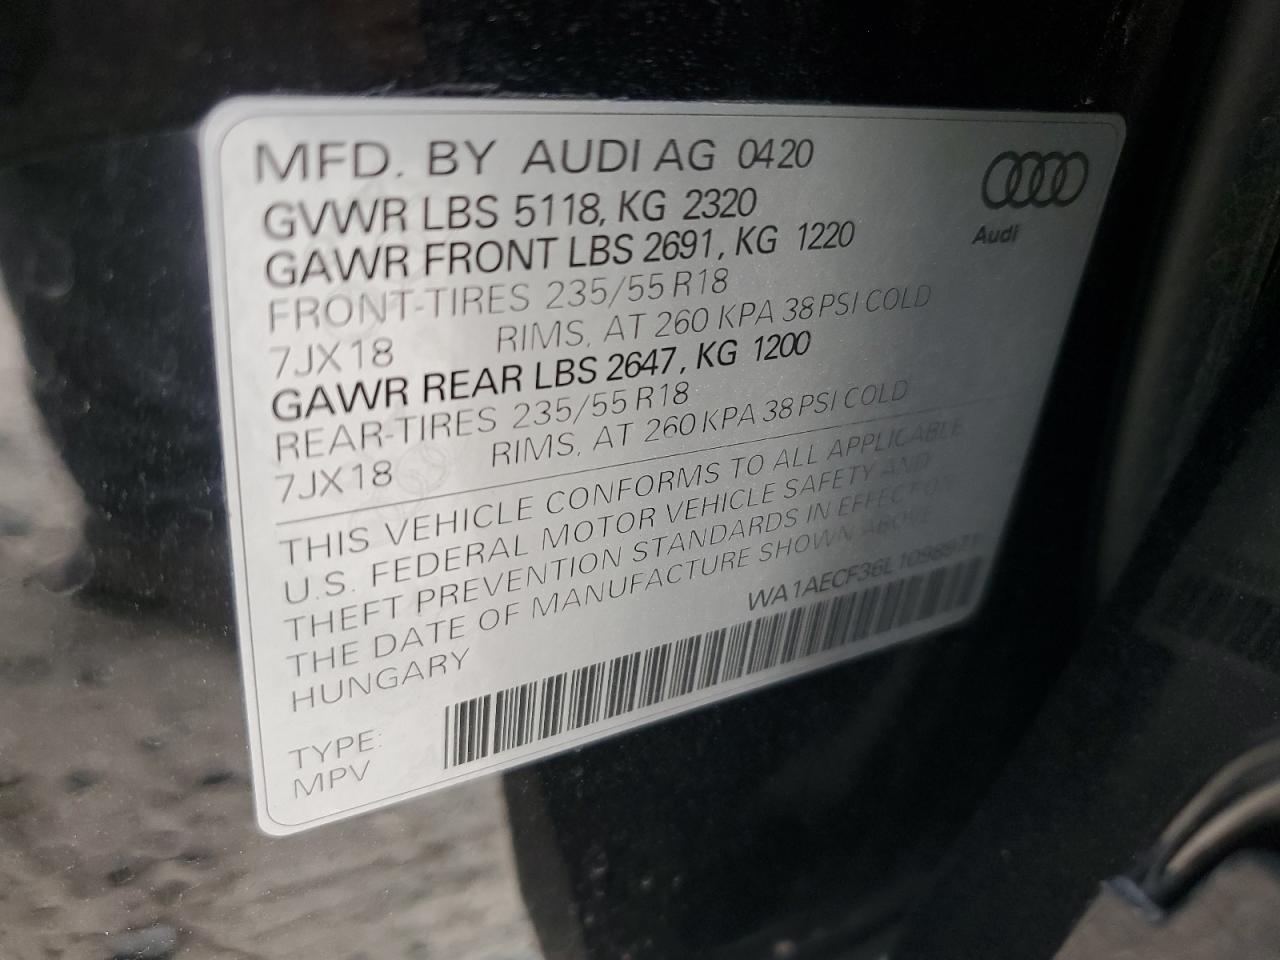 MFD. BY AUDI AG 0420
GVWR LBS 5118, KG 2320
GAWR FRONT LBS 2691, KG 1220
FRONT-TIRES 235/55 R18
7JX18 RIMS, AT 260 KPA 38 PSI COLD
GAWR REAR LBS 2647, KG 1200
REAR-TIRES 235/55 R18
7JX18 RIMS, AT 260 KPA 38 PSI COLD
THIS VEHICLE CONFORMS TO ALL APPLICABLE
U.S. FEDERAL MOTOR VEHICLE SAFETY AND
THEFT PREVENTION STANDARDS IN EFFECT ON
THE DATE OF MANUFACTURE SHOWN ABOVE
HUNGARY
TYPE:
MPV
Audi